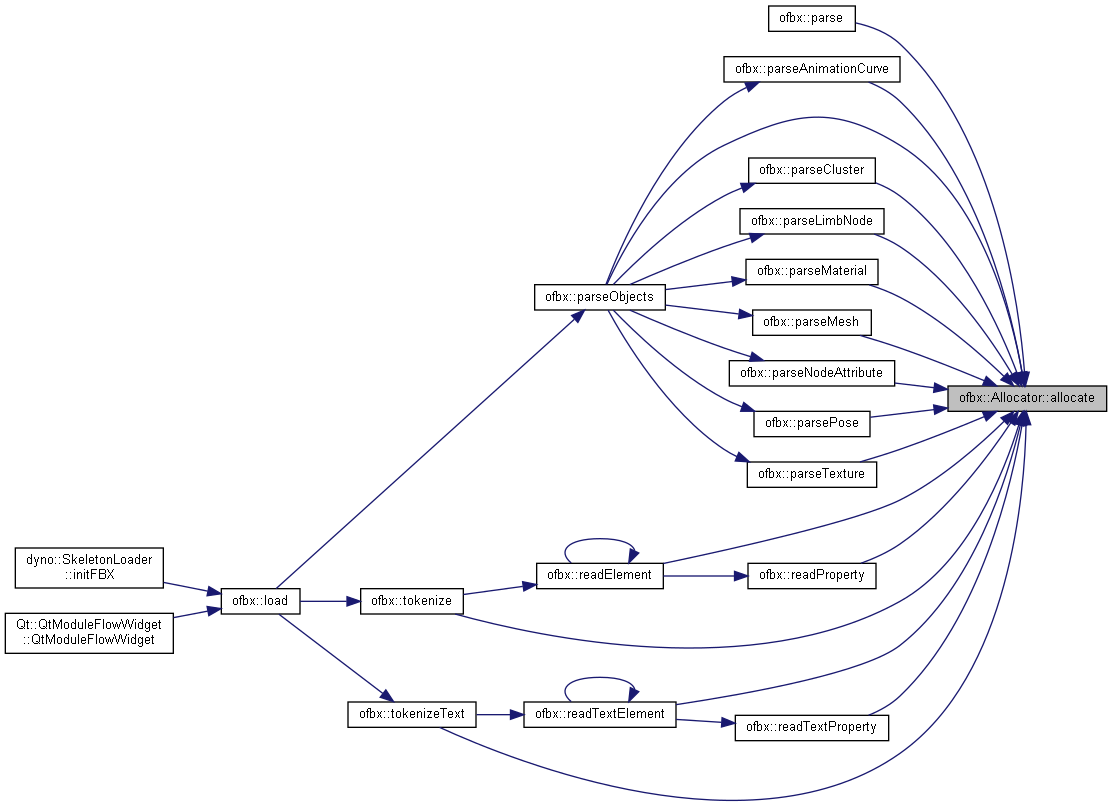 ofbx::parse
ofbx::parseAnimationCurve
ofbx::parseCluster
ofbx::parseLimbNode
ofbx::parseMaterial
ofbx::parseObjects
ofbx::parseMesh
ofbx::parseNodeAttribute
ofbx::Allocator::allocate
ofbx::parsePose
ofbx::parseTexture
dyno::SkeletonLoader
::initFBX
ofbx::readElement
ofbx::readProperty
ofbx::load
ofbx::tokenize
Qt::QtModuleFlowWidget
::QtModuleFlowWidget
ofbx::tokenizeText
ofbx::readTextElement
ofbx::readTextProperty